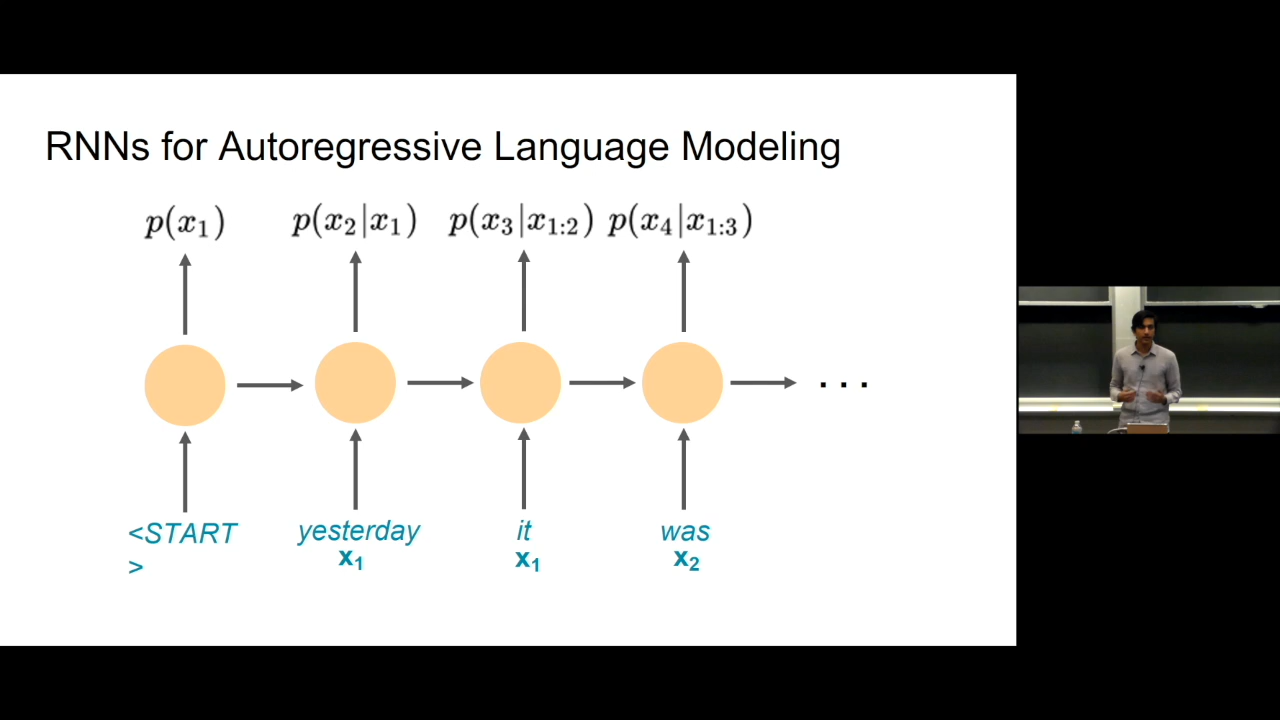 RNNs for Autoregressive Language Modeling
p(x₁) p(x₂|x₁) p(x₃|x₁:₂) p(x₄|x₁:₃)
. . .
<START yesterday it was
> x₁ x₁ x₂